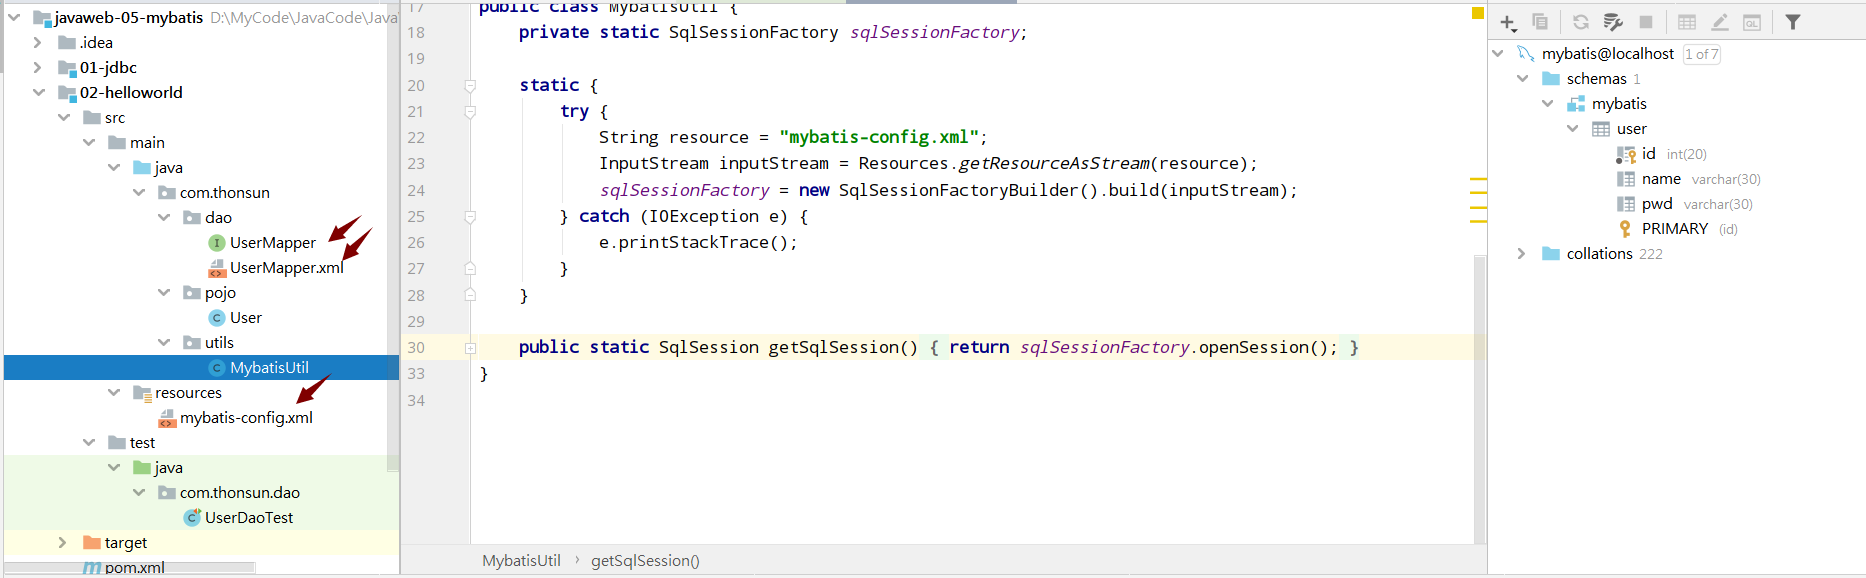 javaweb-05-mybatis D:\MyCode\JavaCode\Java
.idea
01-jdbc
02-helloworld
src
main
java
com.thonsun
dao
UserMapper
UserMapper.xml
pojo
User
utils
MybatisUtil
resources
mybatis-config.xml
test
java
com.thonsun.dao
UserDaoTest
target
pom.xml
17 public class MybatisUtil {
18 private static SqlSessionFactory sqlSessionFactory;
19
20 static {
21 try {
22 String resource = "mybatis-config.xml";
23 InputStream inputStream = Resources.getResourceAsStream(resource);
24 sqlSessionFactory = new SqlSessionFactoryBuilder().build(inputStream);
25 } catch (IOException e) {
26 e.printStackTrace();
27 }
28 }
29
30 public static SqlSession getSqlSession() { return sqlSessionFactory.openSession(); }
33 }
34
MybatisUtil › getSqlSession()
mybatis@localhost 1 of 7
schemas 1
mybatis
user
id int(20)
name varchar(30)
pwd varchar(30)
PRIMARY (id)
collations 222